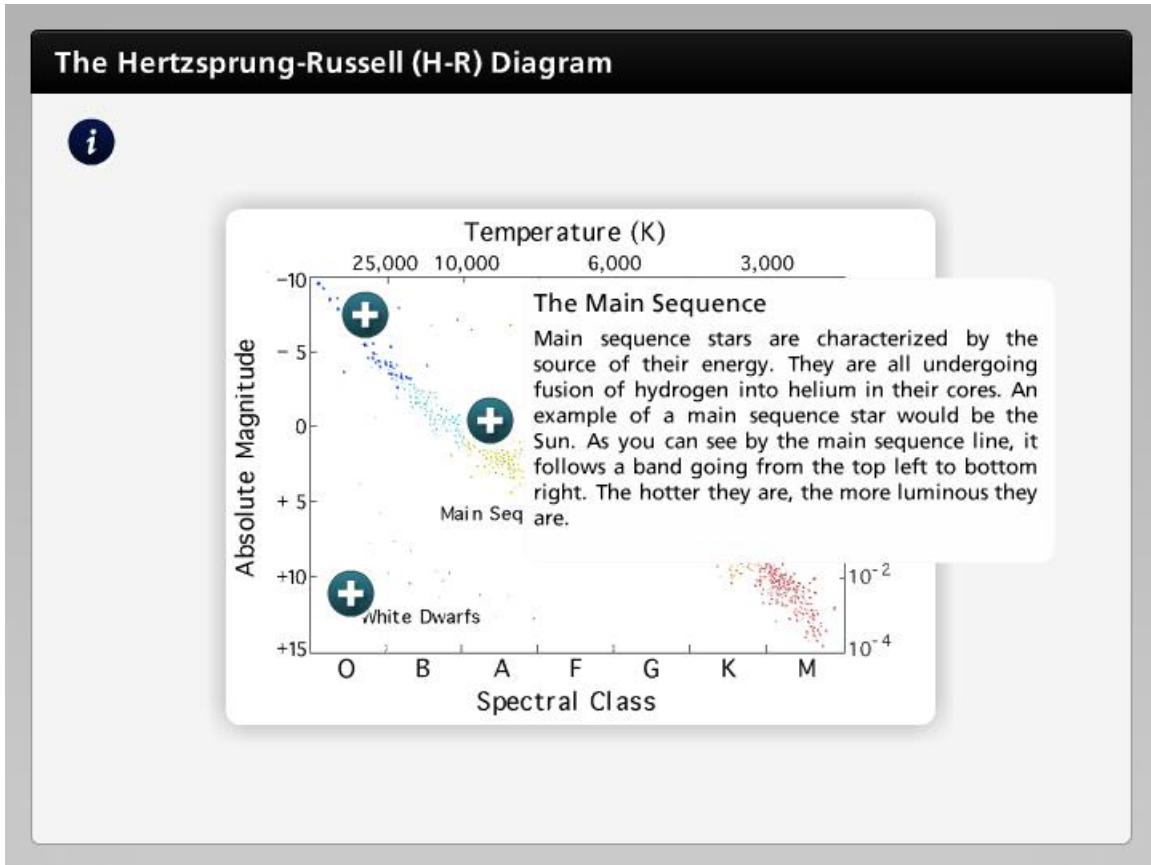 The Hertzsprung-Russell (H-R) Diagram
i
Temperature (K)
25,000 10,000 6,000 3,000
-10
- 5
0
+ 5
+10
+15
Absolute Magnitude
The Main Sequence
Main sequence stars are characterized by the
source of their energy. They are all undergoing
fusion of hydrogen into helium in their cores. An
example of a main sequence star would be the
Sun. As you can see by the main sequence line, it
follows a band going from the top left to bottom
right. The hotter they are, the more luminous they
are.
Main Seq
White Dwarfs
10⁻²
10⁻⁴
O B A F G K M
Spectral Class